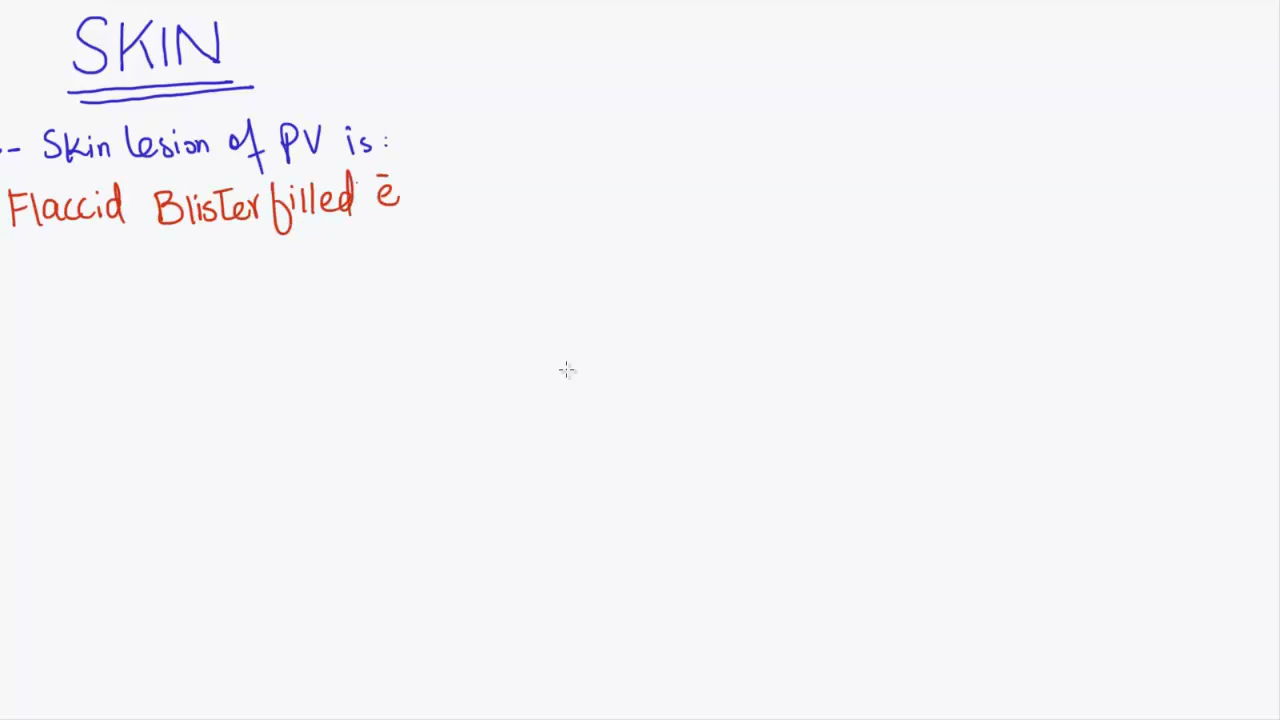 SKIN
-- Skin lesion of PV is:
Flaccid Blister filled ē